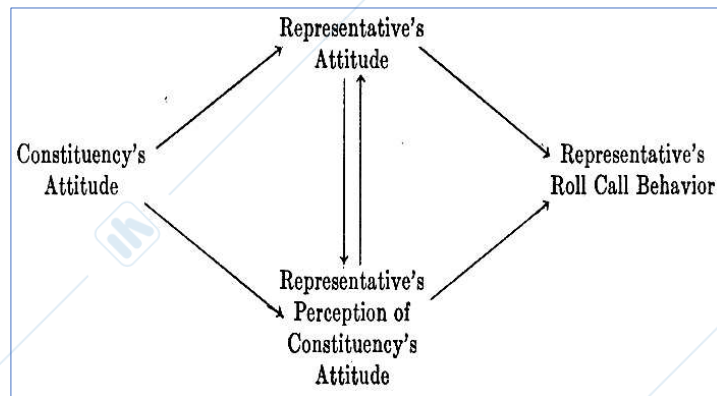 Representative's
Attitude
Constituency's
Attitude
Representative's
Roll Call Behavior
Representative's
Perception of
Constituency's
Attitude